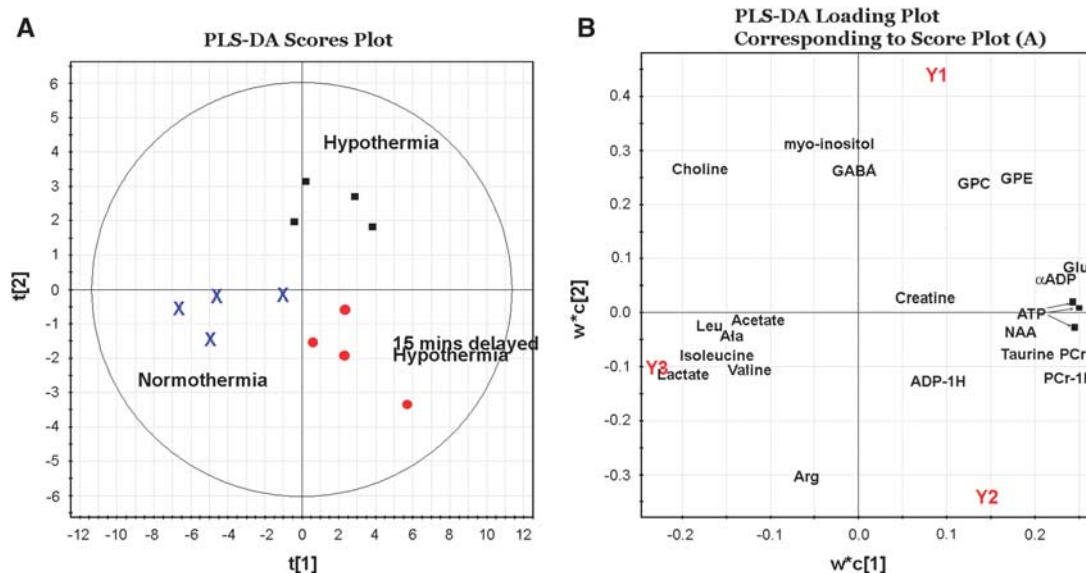 A
PLS-DA Scores Plot
6
5
4
3
2
1
0
-1
-2
-3
-4
-5
-6
t[2]
Hypothermia
X X X
X
15 mins delayed
Hypothermia
Normothermia
-12 -10 -8 -6 -4 -2 0 2 4 6 8 10 12
t[1]
B
PLS-DA Loading Plot
Corresponding to Score Plot (A)
0.4
0.3
0.2
0.1
0.0
-0.1
-0.2
-0.3
w*c[2]
Y1
myo-inositol
Choline
GABA
GPC
GPE
Glu
αADP
Creatine
ATP
Acetate
Leu
Ala
NAA
Isoleucine
Taurine PCr
Y3
Valine
Lactate
ADP-1H
PCr-1H
Arg
Y2
-0.2 -0.1 0.0 0.1 0.2
w*c[1]